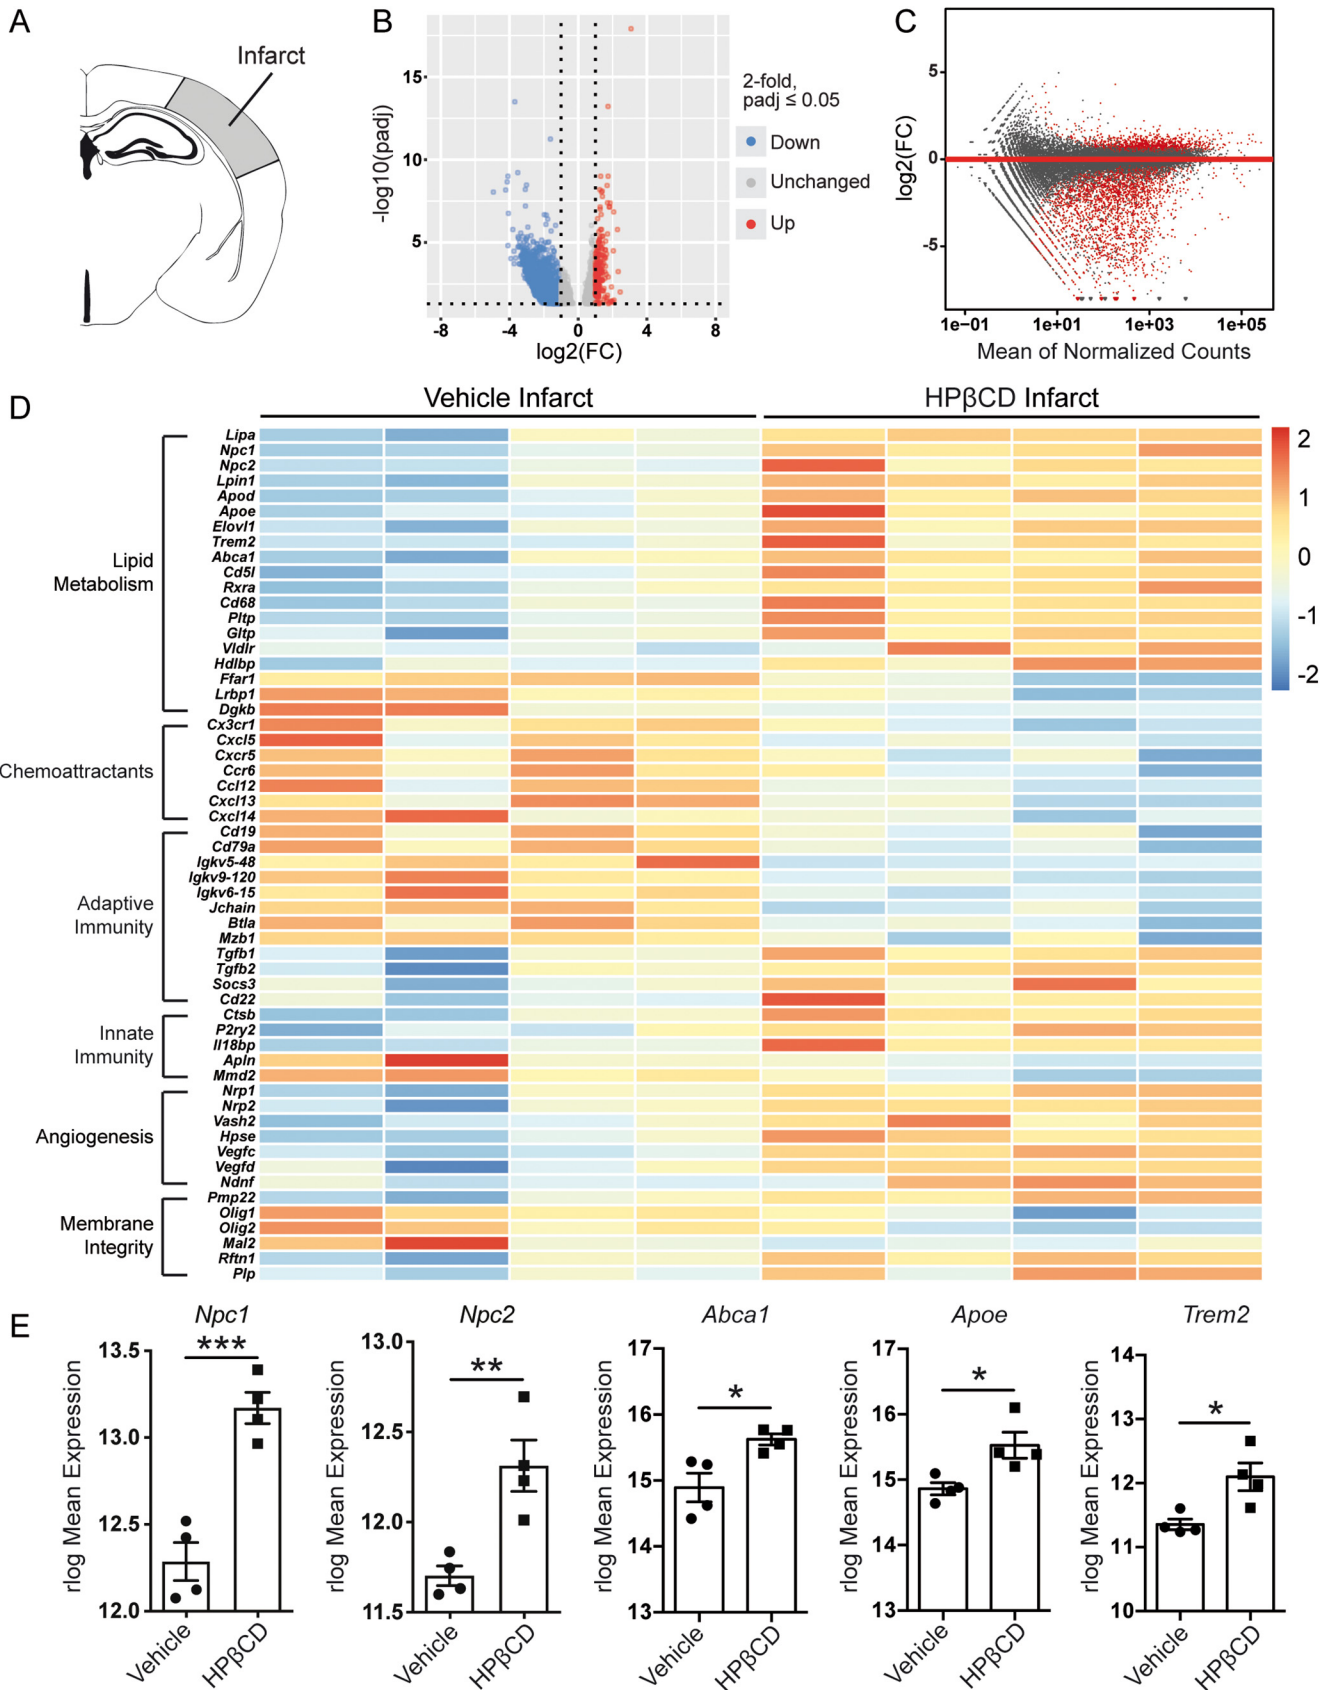 A
Infarct
B
-log10(padj)
15
10
5
-8
-4
0
4
8
log2(FC)
2-fold,
padj ≤ 0.05
Down
Unchanged
Up
C
log2(FC)
5
0
-5
1e−01
1e+01
1e+03
1e+05
Mean of Normalized Counts
D
Vehicle Infarct
HPβCD Infarct
Lipid
Metabolism
Lipa
Npc1
Npc2
Lpin1
Apod
Apoe
Elovl1
Trem2
Abca1
Cd5l
Rxra
Cd68
Pltp
Gltp
Vldlr
Hdlbp
Ffar1
Lrbp1
Dgkb
Chemoattractants
Cx3cr1
Cxcl5
Cxcr5
Ccr6
Ccl12
Cxcl13
Cxcl14
Adaptive
Immunity
Cd19
Cd79a
Igkv5-48
Igkv9-120
Igkv6-15
Jchain
Btla
Mzb1
Tgfb1
Tgfb2
Socs3
Cd22
Innate
Immunity
Ctsb
P2ry2
Il18bp
Apln
Mmd2
Angiogenesis
Nrp1
Nrp2
Vash2
Hpse
Vegfc
Vegfd
Ndnf
Membrane
Integrity
Pmp22
Olig1
Olig2
Mal2
Rftn1
Plp
2
1
0
-1
-2
E
Npc1
rlog Mean Expression
13.5
13.0
12.5
12.0
***
Vehicle
HPβCD
Npc2
rlog Mean Expression
13.0
12.5
12.0
11.5
**
Vehicle
HPβCD
Abca1
rlog Mean Expression
17
16
15
14
13
*
Vehicle
HPβCD
Apoe
rlog Mean Expression
17
16
15
14
13
*
Vehicle
HPβCD
Trem2
rlog Mean Expression
14
13
12
11
10
*
Vehicle
HPβCD